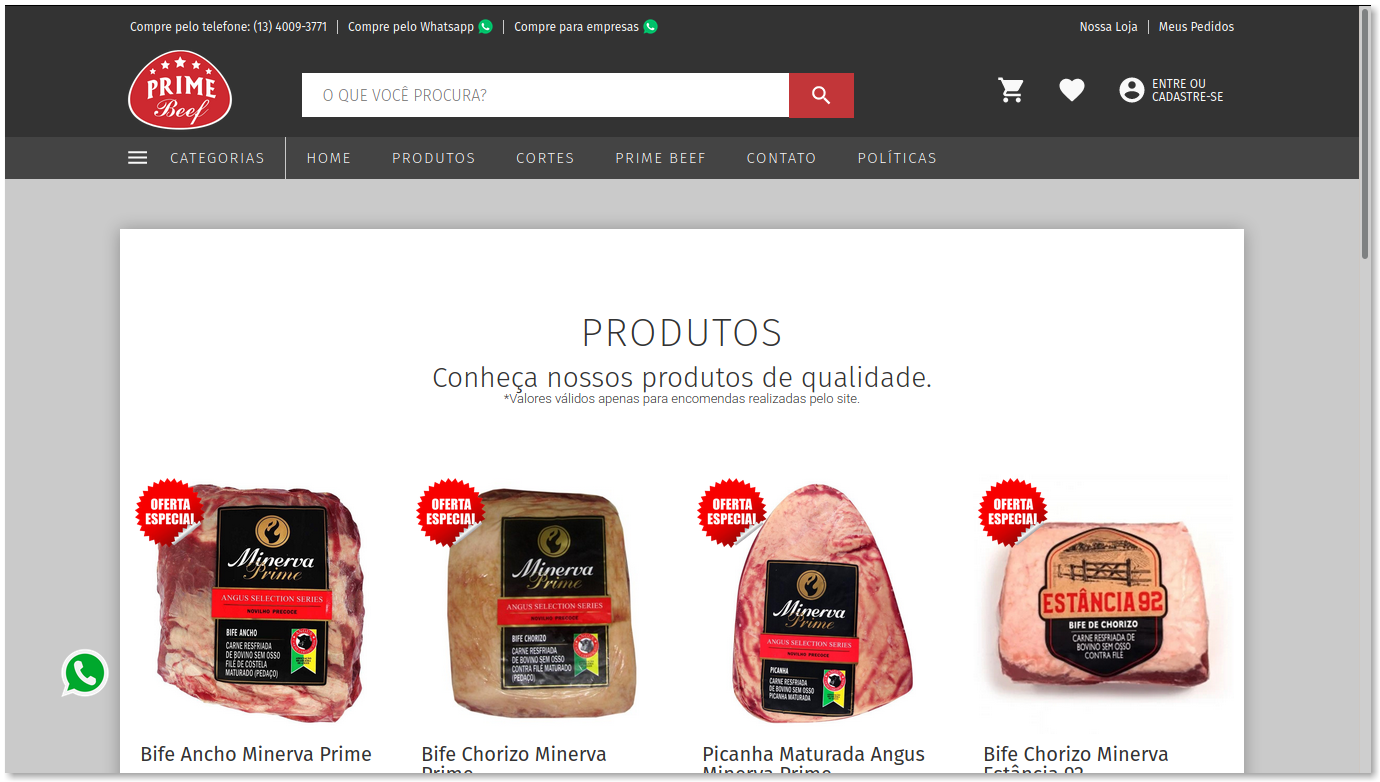 Compre pelo telefone: (13) 4009-3771 Compre pelo Whatsapp Compre para empresas Nossa Loja Meus Pedidos
PRIME
Beef
O QUE VOCÊ PROCURA?
ENTRE OU
CADASTRE-SE
CATEGORIAS HOME PRODUTOS CORTES PRIME BEEF CONTATO POLÍTICAS
PRODUTOS
Conheça nossos produtos de qualidade.
*Valores válidos apenas para encomendas realizadas pelo site.
OFERTA
ESPECIAL
Minerva
Prime
ANGUS SELECTION SERIES
NOVILHO PRECOCE
BIFE ANCHO
CARNE RESFRIADA
DE BOVINO SEM OSSO
FILÉ DE COSTELA
MATURADO (PEDAÇO)
Bife Ancho Minerva Prime
OFERTA
ESPECIAL
Minerva
Prime
ANGUS SELECTION SERIES
NOVILHO PRECOCE
BIFE CHORIZO
CARNE RESFRIADA
DE BOVINO SEM OSSO
CONTRA FILÉ MATURADO
(PEDAÇO)
Bife Chorizo Minerva
Prime
OFERTA
ESPECIAL
Minerva
Prime
ANGUS SELECTION SERIES
NOVILHO PRECOCE
PICANHA
CARNE RESFRIADA
DE BOVINO SEM OSSO
PICANHA MATURADA
Picanha Maturada Angus
Minerva Prime
OFERTA
ESPECIAL
ESTÂNCIA 92
BIFE DE CHORIZO
CARNE RESFRIADA DE
BOVINO SEM OSSO
CONTRA FILÉ
Bife Chorizo Minerva
Estância 92